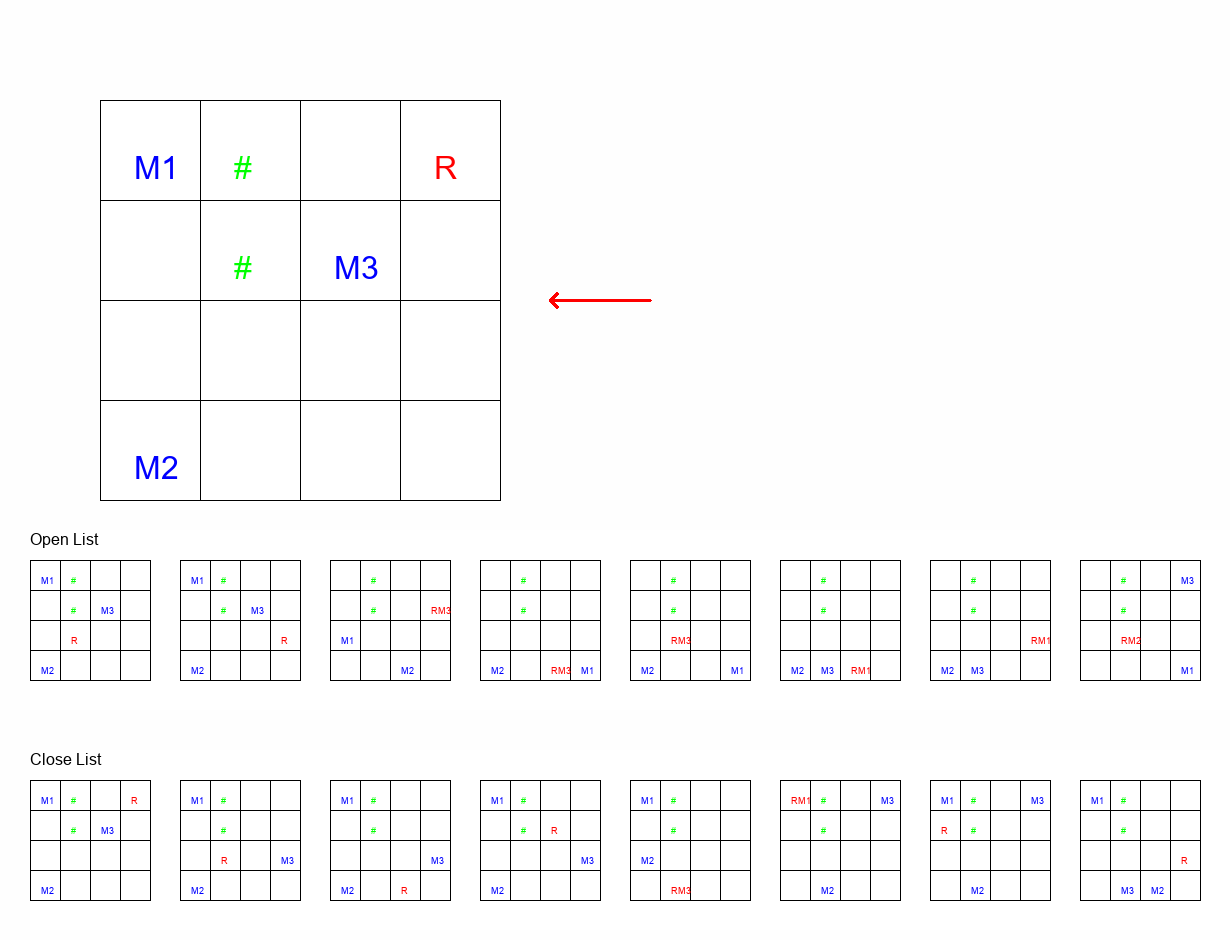 M1 # R
# M3
M2
Open List
M1 # M1 # # # # # # # M3
# M3 # M3 # RM3 # # # # #
R R M1 RM3 RM1 RM2
M2 M2 M2 M2 RM3 M1 M2 M1 M2 M3 RM1 M2 M3 M1
Close List
M1 # R M1 # M1 # M1 # M1 # RM1 # M3 M1 # M3 M1 #
# M3 # # # R # # R # #
R M3 M3 M3 M2 R
M2 M2 M2 R M2 RM3 M2 M2 M3 M2